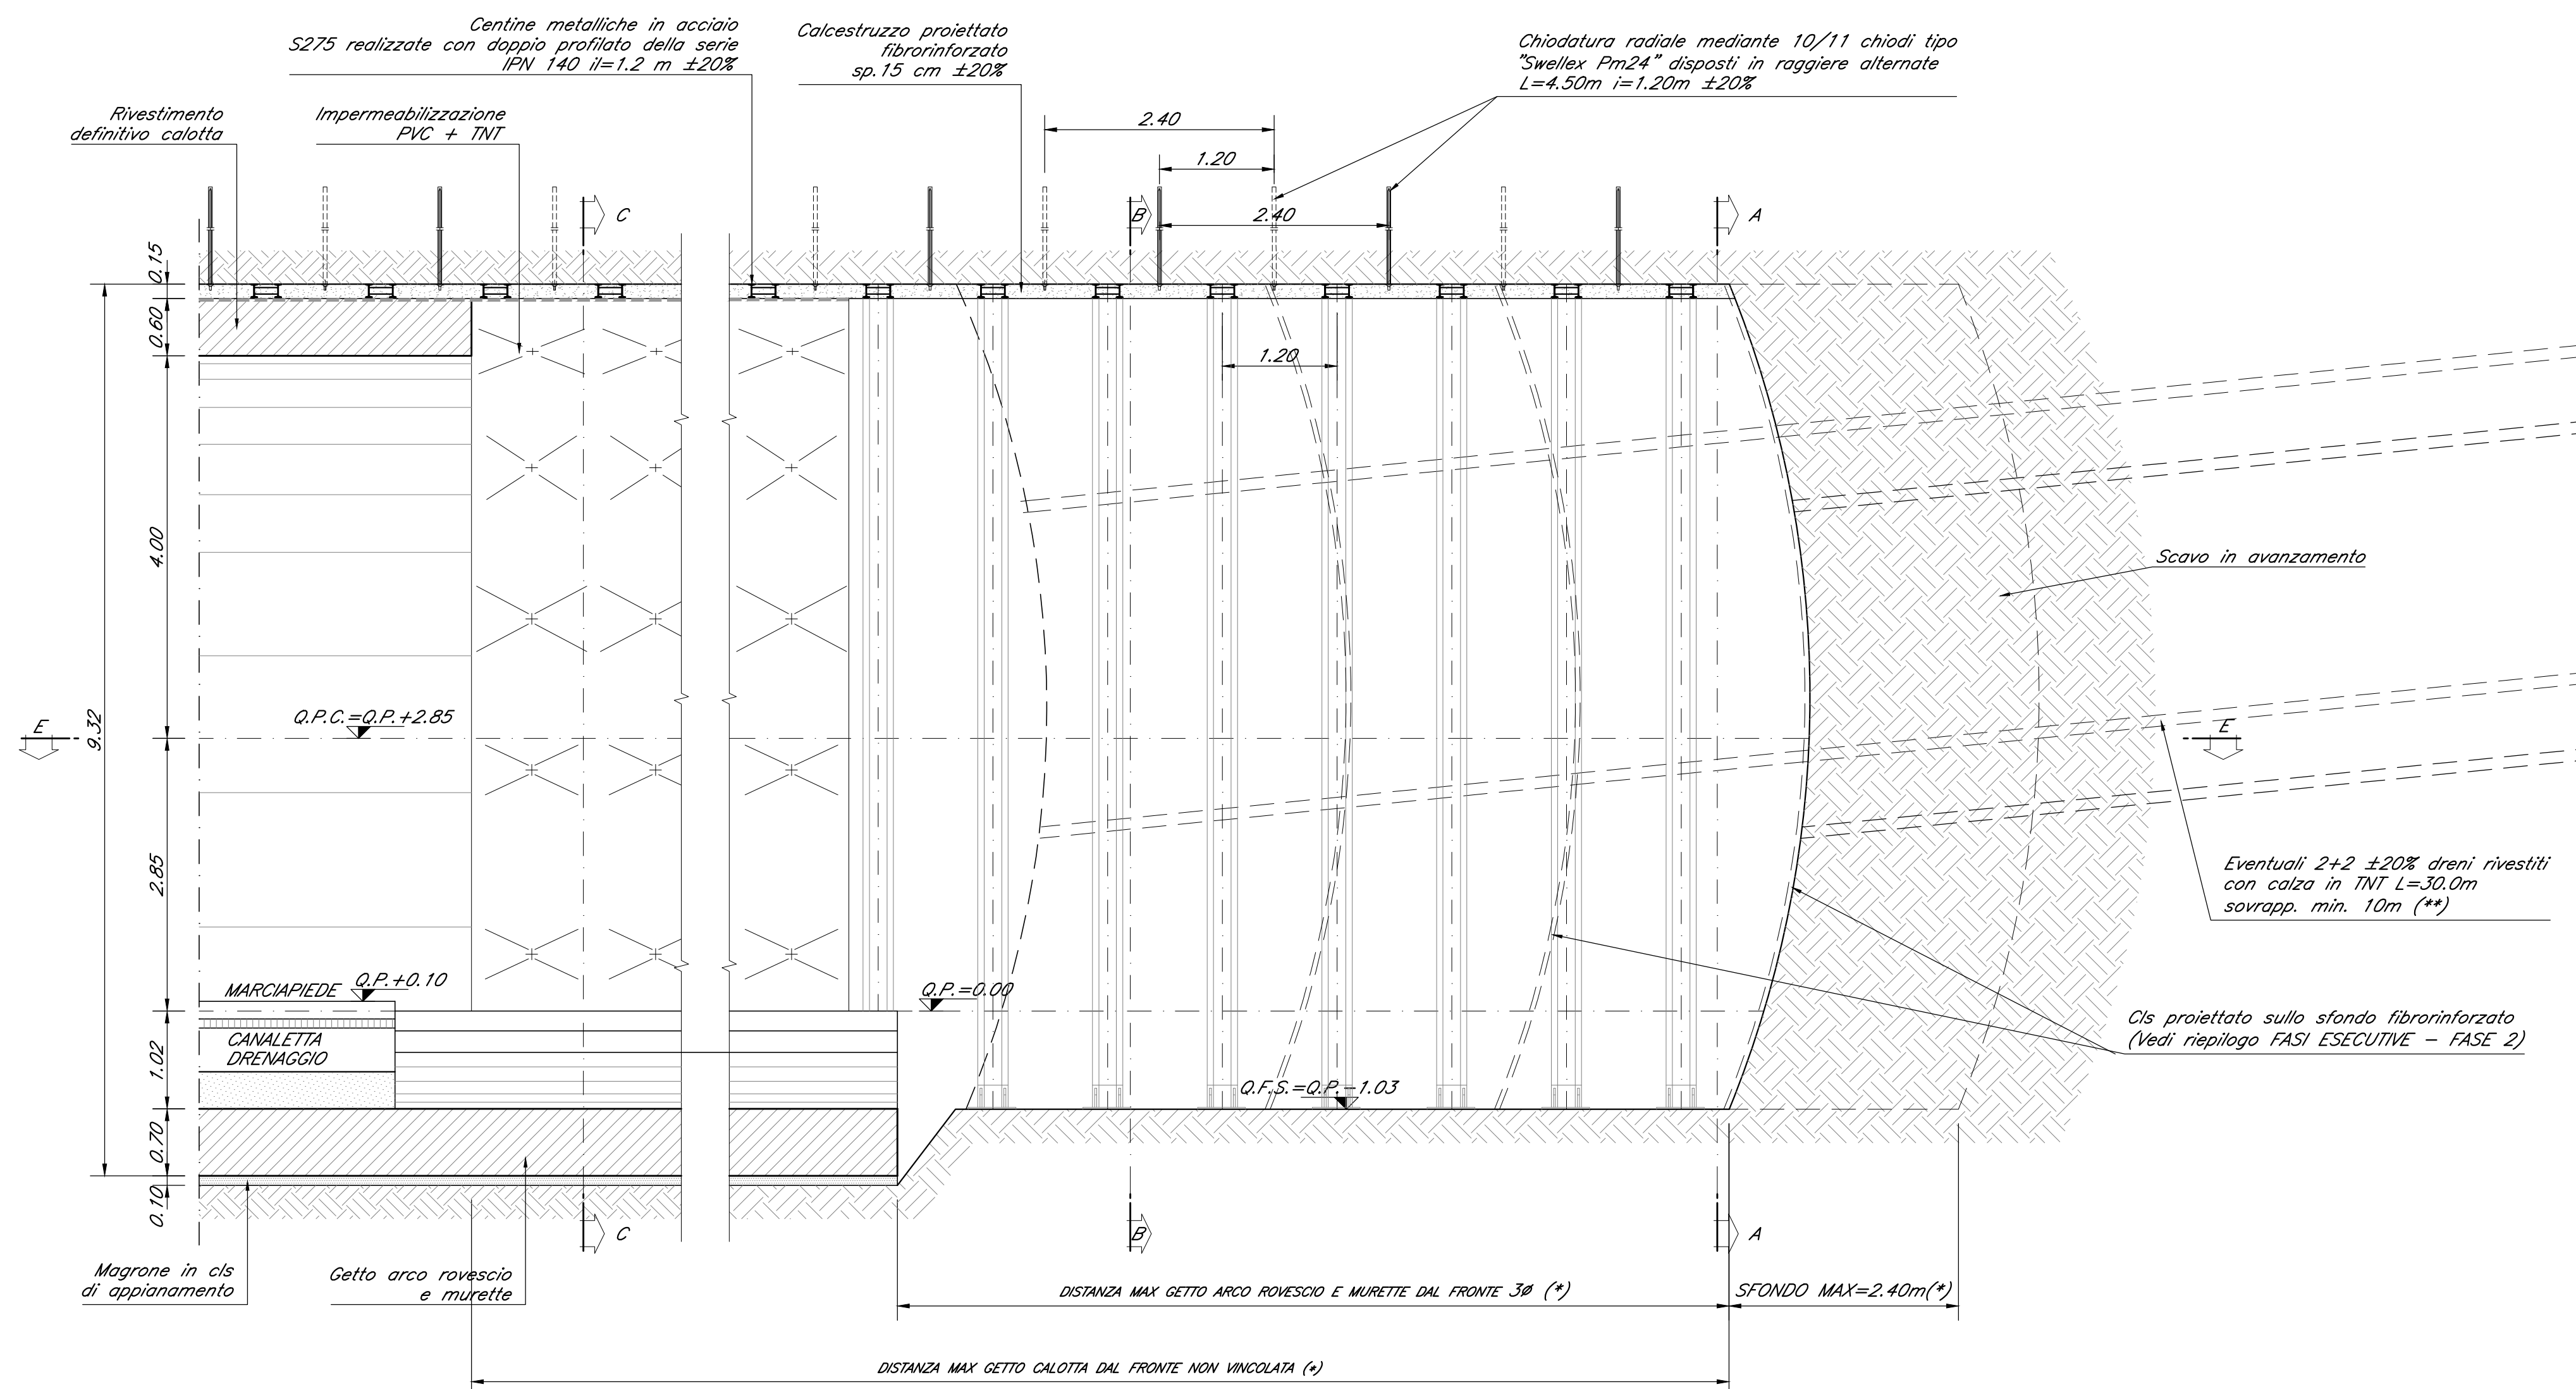 Centine metalliche in acciaio
S275 realizzate con doppio profilato della serie
IPN 140 il=1.2 m ±20%
Calcestruzzo proiettato
fibrorinforzato
sp.15 cm ±20%
Chiodatura radiale mediante 10/11 chiodi tipo
"Swellex Pm24" disposti in raggiere alternate
L=4.50m i=1.20m ±20%
Rivestimento
definitivo calotta
Impermeabilizzazione
PVC + TNT
2.40
1.20
2.40
C
B
A
0.15
0.60
4.00
9.32
2.85
1.02
0.70
0.10
1.20
Scavo in avanzamento
Q.P.C.=Q.P.+2.85
E
E
Eventuali 2+2 ±20% dreni rivestiti
con calza in TNT L=30.0m
sovrapp. min. 10m (**)
MARCIAPIEDE
Q.P.+0.10
Q.P.=0.00
CANALETTA
DRENAGGIO
Q.F.S.=Q.P.-1.03
Cls proiettato sullo sfondo fibrorinforzato
(Vedi riepilogo FASI ESECUTIVE - FASE 2)
C
B
A
Magrone in cls
di appianamento
Getto arco rovescio
e murette
DISTANZA MAX GETTO ARCO ROVESCIO E MURETTE DAL FRONTE 3Ø (*)
SFONDO MAX=2.40m(*)
DISTANZA MAX GETTO CALOTTA DAL FRONTE NON VINCOLATA (*)